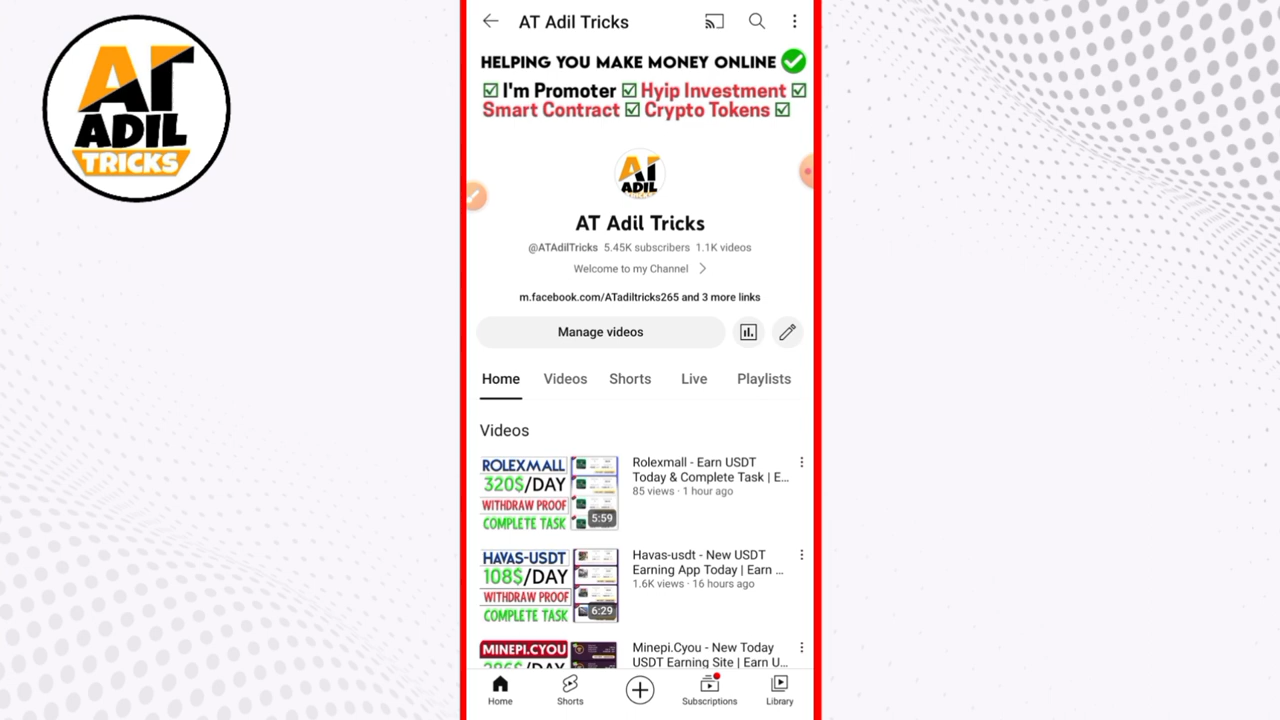 AT
ADIL
TRICKS
AT Adil Tricks
HELPING YOU MAKE MONEY ONLINE
I'm Promoter Hyip Investment
Smart Contract Crypto Tokens
AT
ADIL
TRICKS
AT Adil Tricks
@ATAdilTricks 5.45K subscribers 1.1K videos
Welcome to my Channel
m.facebook.com/ATadiltricks265 and 3 more links
Manage videos
Home Videos Shorts Live Playlists
Videos
ROLEXMALL
320$/DAY
WITHDRAW PROOF
COMPLETE TASK
5:59
Rolexmall - Earn USDT
Today & Complete Task | E...
85 views · 1 hour ago
HAVAS-USDT
108$/DAY
WITHDRAW PROOF
COMPLETE TASK
6:29
Havas-usdt - New USDT
Earning App Today | Earn ...
1.6K views · 16 hours ago
MINEPI.CYOU
Minepi.Cyou - New Today
USDT Earning Site | Earn U...
Home Shorts Subscriptions Library